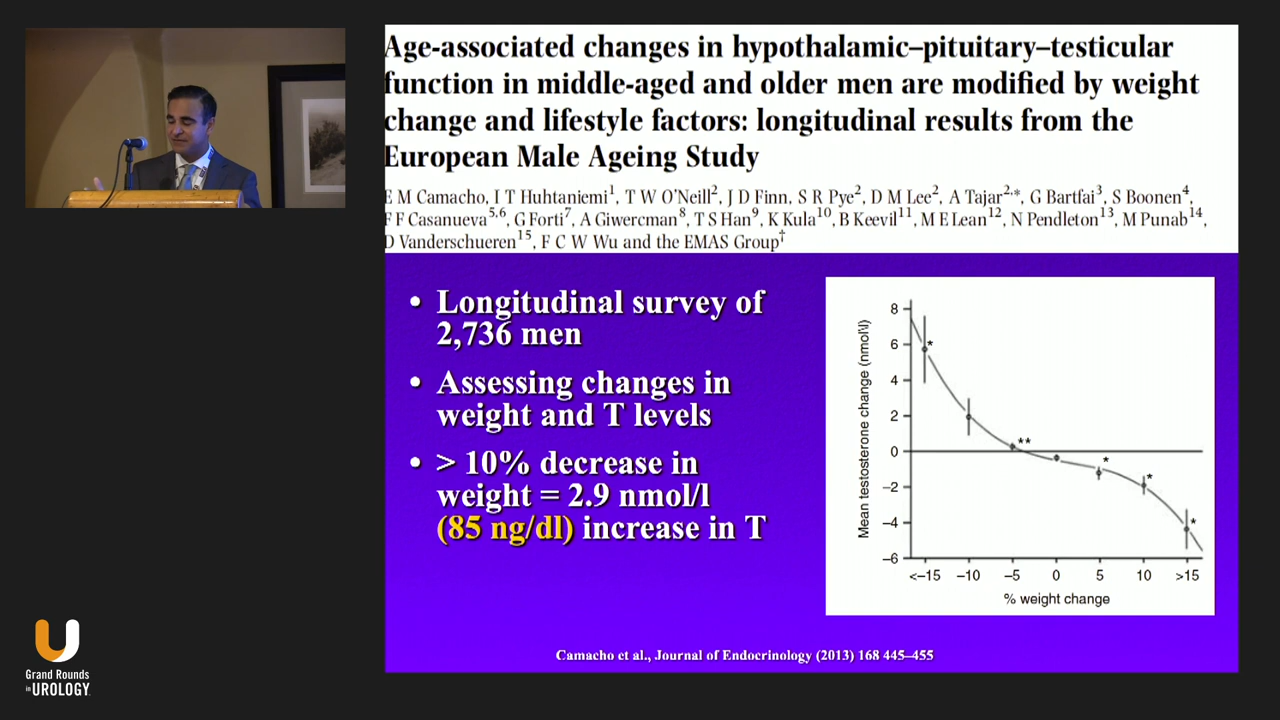 Age-associated changes in hypothalamic–pituitary–testicular
function in middle-aged and older men are modified by weight
change and lifestyle factors: longitudinal results from the
European Male Ageing Study
E M Camacho, I T Huhtaniemi1, T W O'Neill2, J D Finn, S R Pye2, D M Lee2, A Tajar2,*, G Bartfai3, S Boonen4,
F F Casanueva5,6, G Forti7, A Giwercman8, T S Han9, K Kula10, B Keevil11, M E Lean12, N Pendleton13, M Punab14,
D Vanderschueren15, F C W Wu and the EMAS Group†
• Longitudinal survey of
2,736 men
• Assessing changes in
weight and T levels
• > 10% decrease in
weight = 2.9 nmol/l
(85 ng/dl) increase in T
Mean testosterone change (nmol/l)
8
6
4
2
0
–2
–4
–6
*
**
*
*
*
<–15 –10 –5 0 5 10 >15
% weight change
Camacho et al., Journal of Endocrinology (2013) 168 445–455
Grand Rounds
in UROLOGY